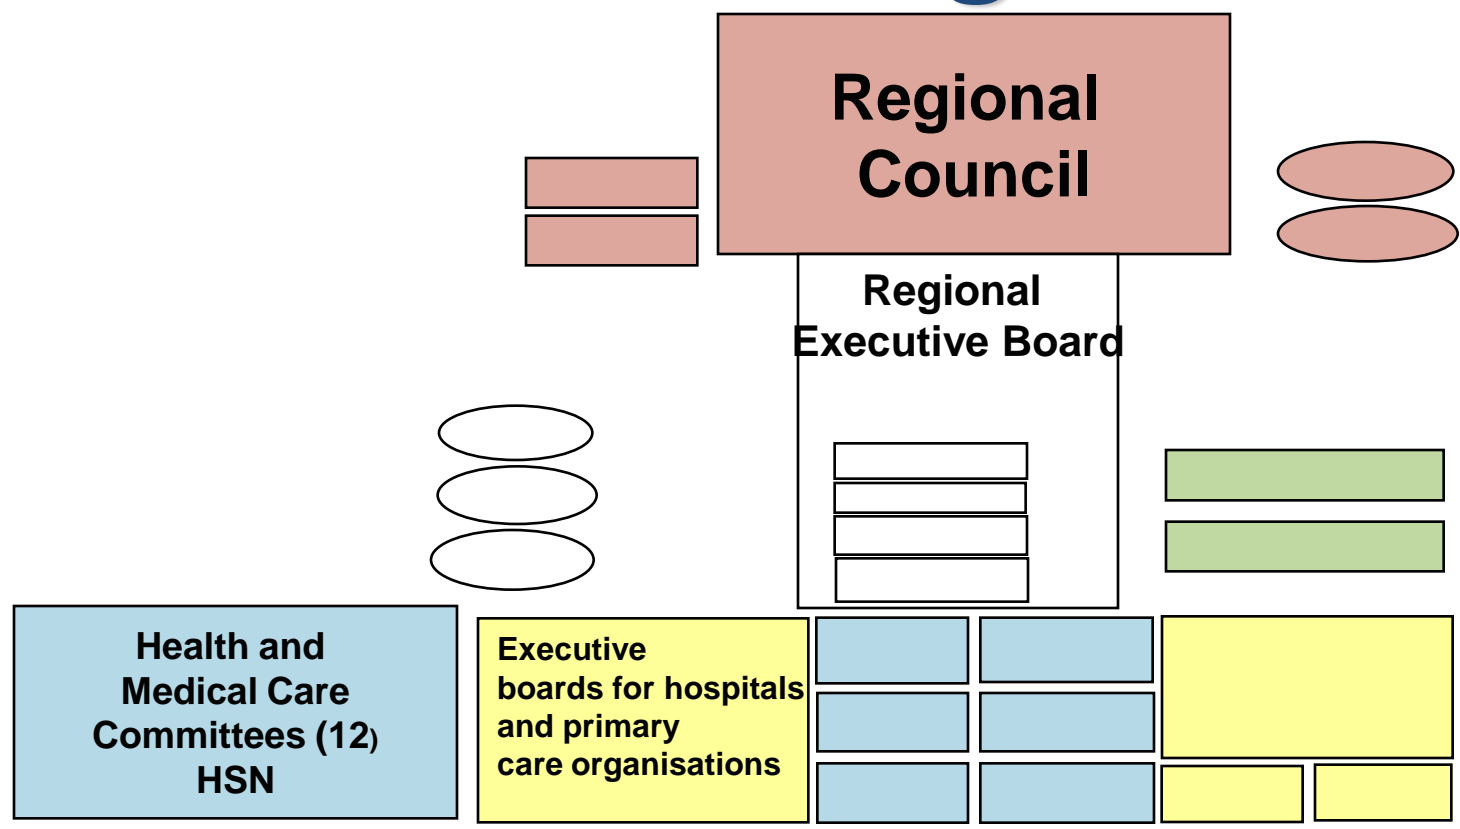 Regional
Council
Regional
Executive Board
Health and
Medical Care
Committees (12)
HSN
Executive
boards for hospitals
and primary
care organisations